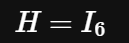 H = I₆